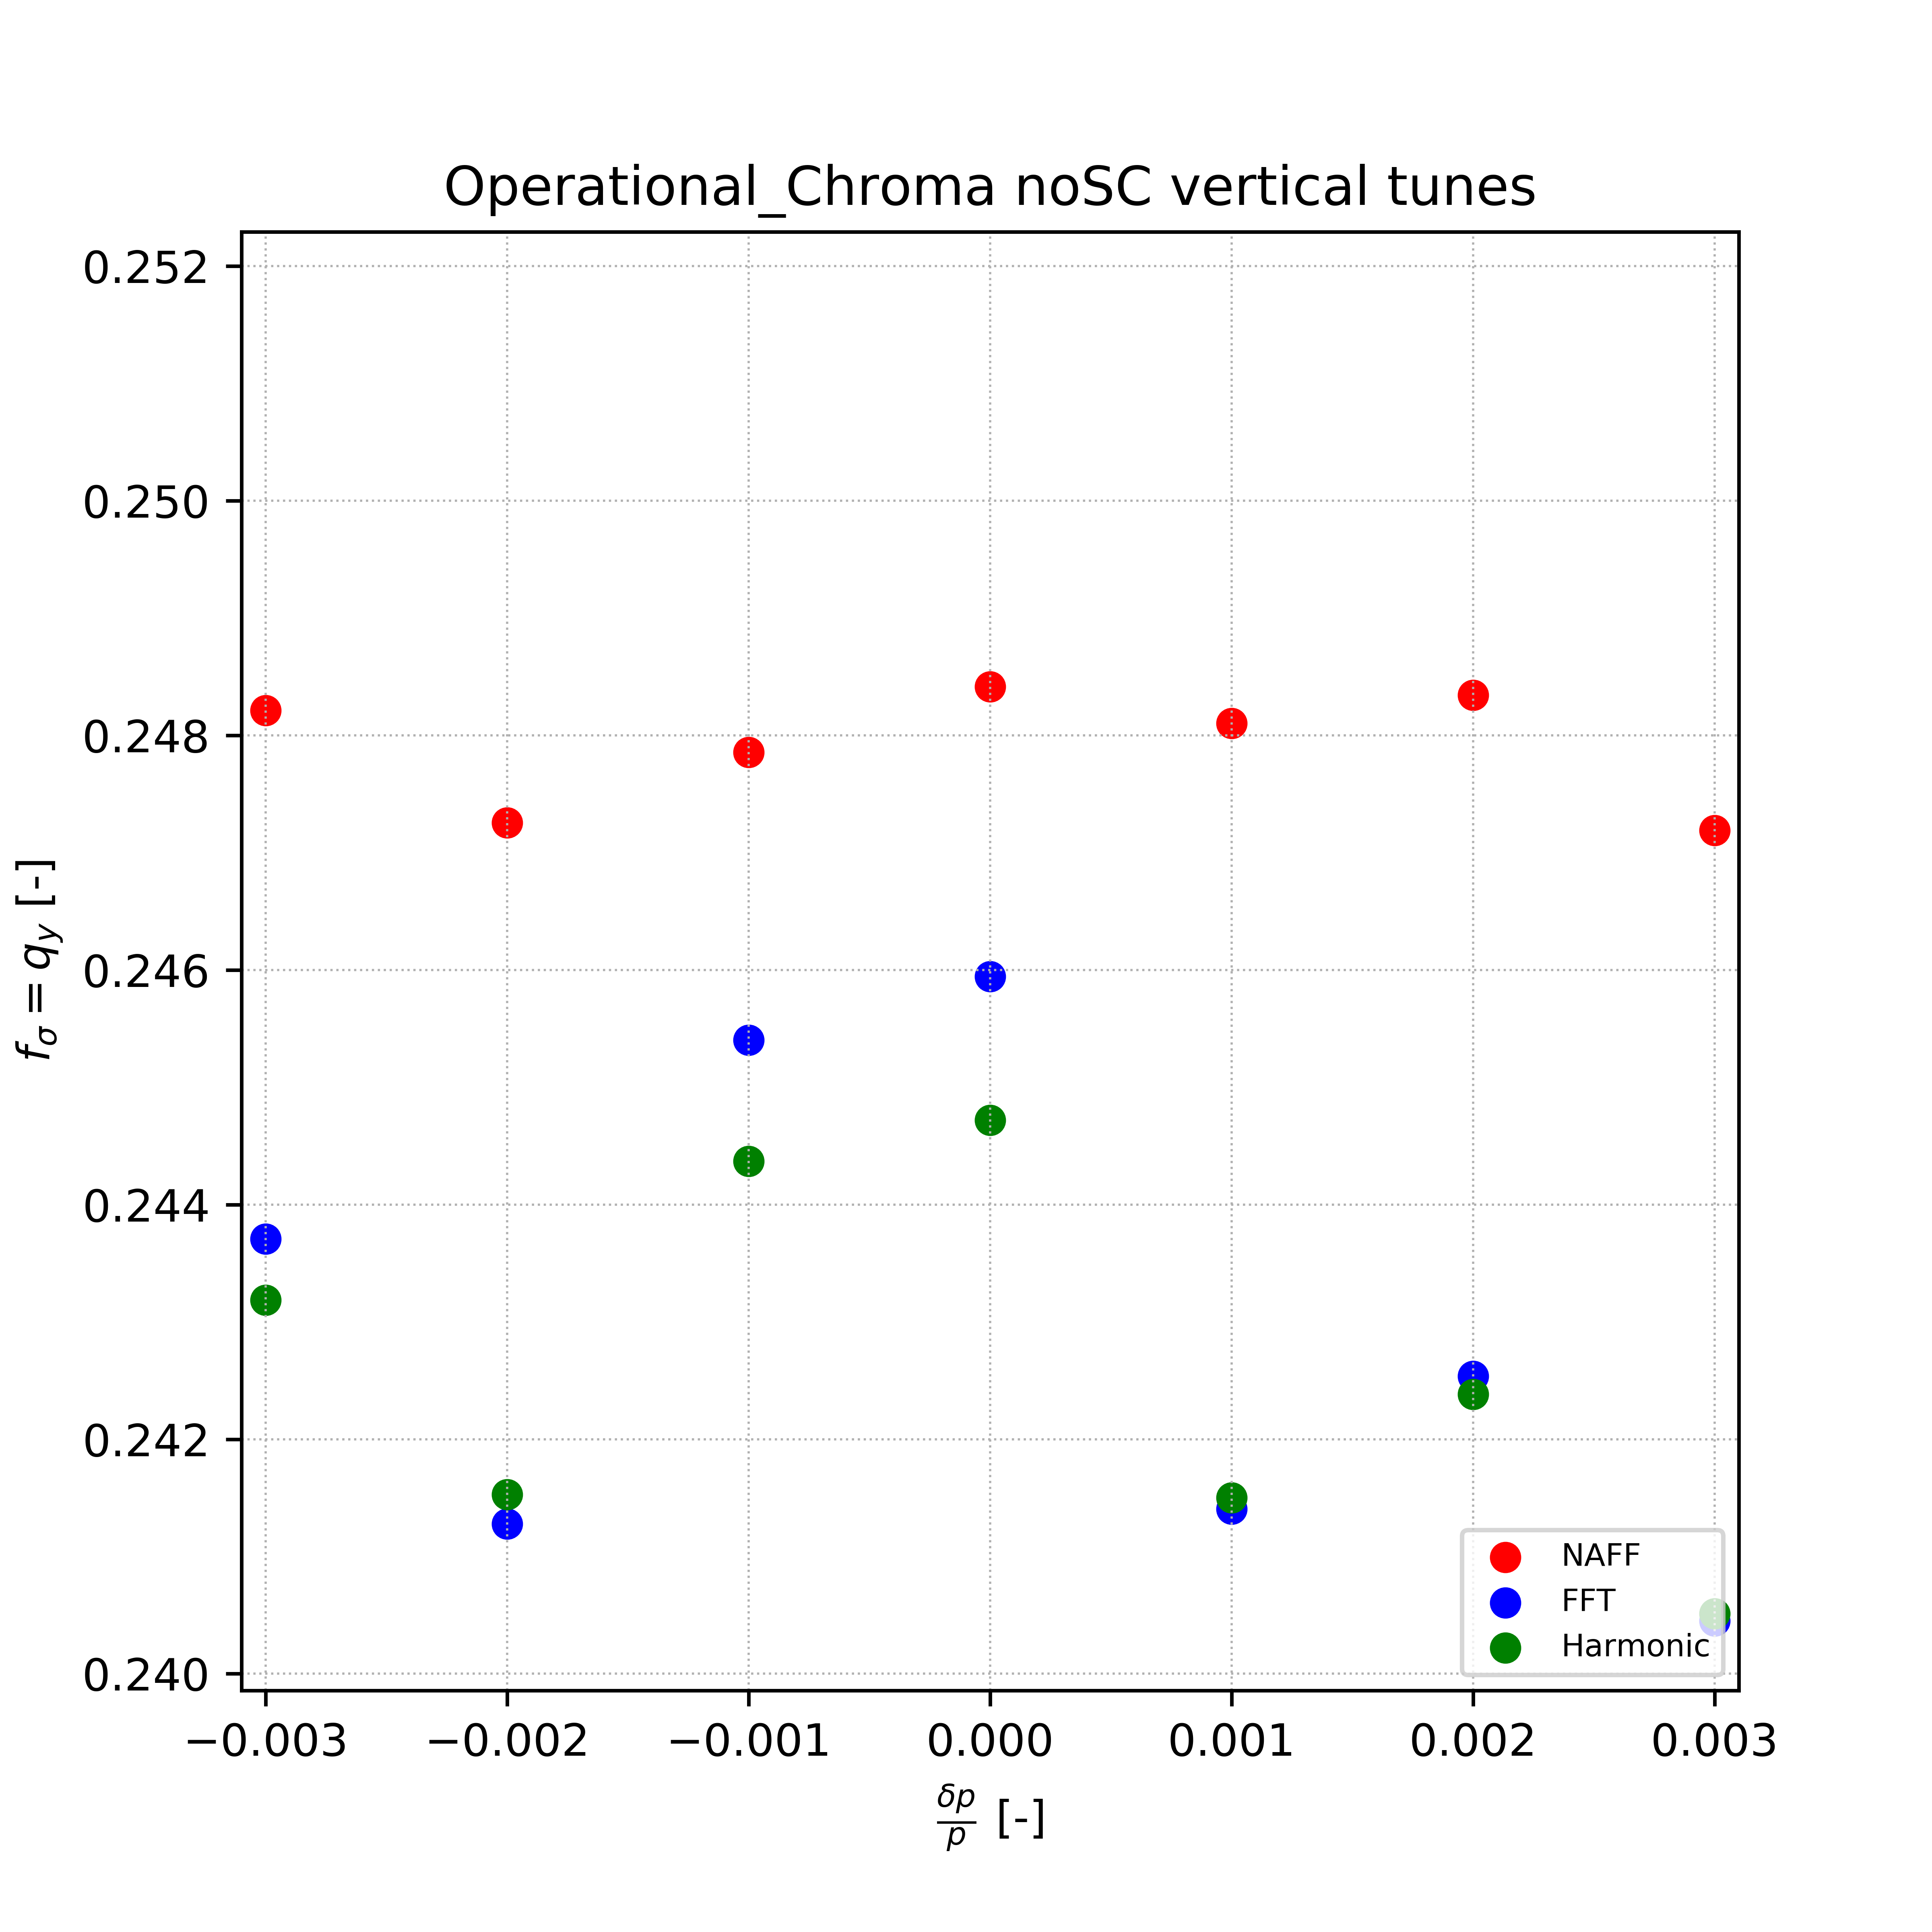 Operational_Chroma noSC vertical tunes
0.252
0.250
0.248
0.246
0.244
0.242
0.240
f_σ = q_y [-]
NAFF
FFT
Harmonic
−0.003 −0.002 −0.001 0.000 0.001 0.002 0.003
δp/p [-]